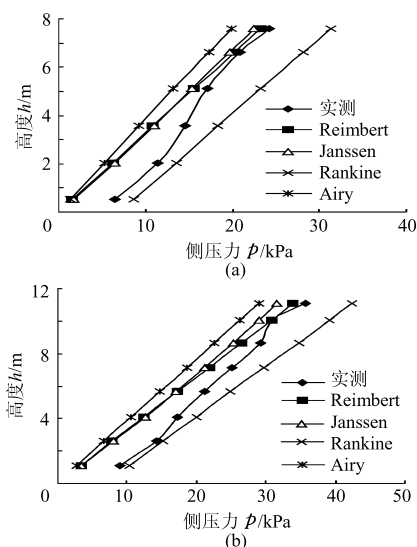 8
6
4
2
0
10
20
30
40
高度h/m
实测
Reimbert
Janssen
Rankine
Airy
侧压力 p/kPa
(a)
12
8
4
0
10
20
30
40
50
高度h/m
实测
Reimbert
Janssen
Rankine
Airy
侧压力 p/kPa
(b)